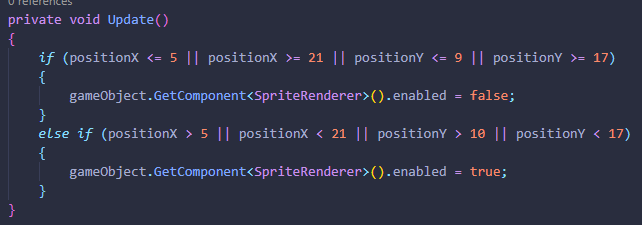 0 references
private void Update()
{
if (positionX <= 5 || positionX >= 21 || positionY <= 9 || positionY >= 17)
{
gameObject.GetComponent<SpriteRenderer>().enabled = false;
}
else if (positionX > 5 || positionX < 21 || positionY > 10 || positionY < 17)
{
gameObject.GetComponent<SpriteRenderer>().enabled = true;
}
}